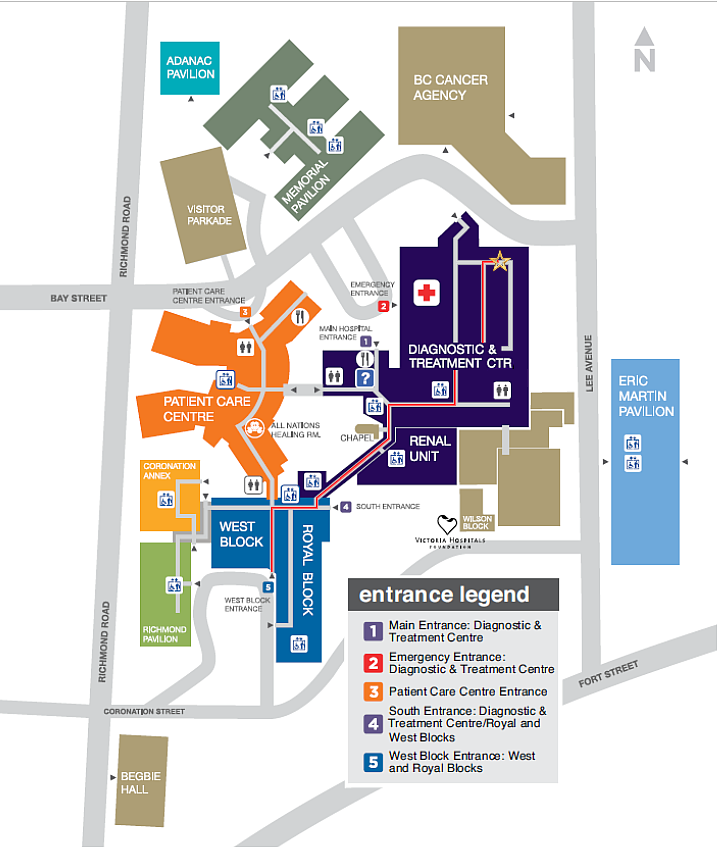 ADANAC
PAVILION
BC CANCER
AGENCY
N
MEMORIAL
PAVILION
VISITOR
PARKADE
RICHMOND ROAD
BAY STREET
PATIENT CARE
CENTRE ENTRANCE
3
EMERGENCY
ENTRANCE
2
MAIN HOSPITAL
ENTRANCE
1
?
DIAGNOSTIC &
TREATMENT CTR
LEE AVENUE
ERIC
MARTIN
PAVILION
PATIENT CARE
CENTRE
ALL NATIONS
HEALING RM.
CHAPEL
RENAL
UNIT
CORONATION
ANNEX
4
SOUTH ENTRANCE
WILSON
BLOCK
VICTORIA HOSPITALS
FOUNDATION
WEST
BLOCK
ROYAL BLOCK
WEST BLOCK
ENTRANCE
5
RICHMOND
PAVILION
RICHMOND ROAD
CORONATION STREET
FORT STREET
BEGBIE
HALL
entrance legend
1 Main Entrance: Diagnostic &
Treatment Centre
2 Emergency Entrance:
Diagnostic & Treatment Centre
3 Patient Care Centre Entrance
4 South Entrance: Diagnostic &
Treatment Centre/Royal and
West Blocks
5 West Block Entrance: West
and Royal Blocks